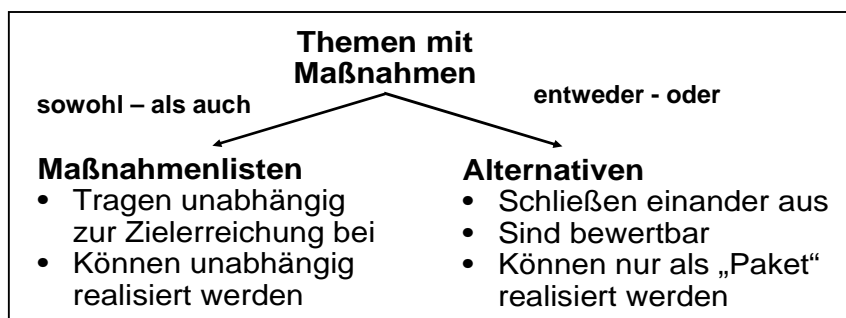 Themen mit
Maßnahmen
sowohl – als auch
entweder - oder
Maßnahmenlisten
• Tragen unabhängig
zur Zielerreichung bei
• Können unabhängig
realisiert werden
Alternativen
• Schließen einander aus
• Sind bewertbar
• Können nur als „Paket“
realisiert werden